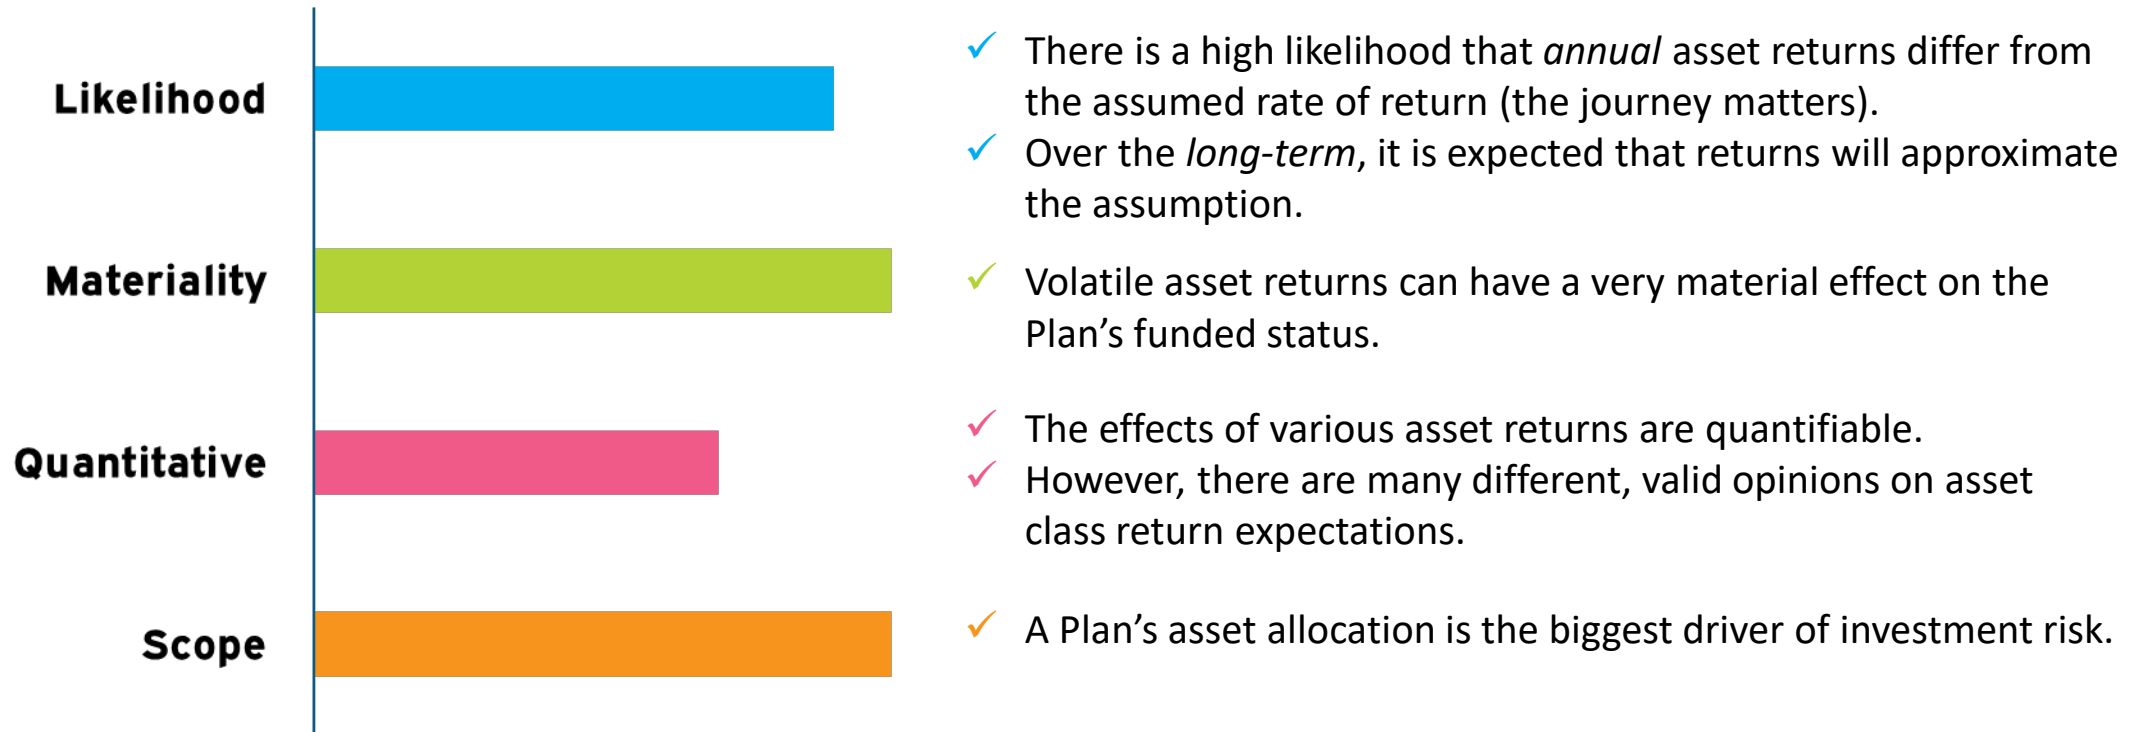 Likelihood
✓ There is a high likelihood that annual asset returns differ from
the assumed rate of return (the journey matters).
✓ Over the long-term, it is expected that returns will approximate
the assumption.
Materiality
✓ Volatile asset returns can have a very material effect on the
Plan’s funded status.
Quantitative
✓ The effects of various asset returns are quantifiable.
✓ However, there are many different, valid opinions on asset
class return expectations.
Scope
✓ A Plan’s asset allocation is the biggest driver of investment risk.